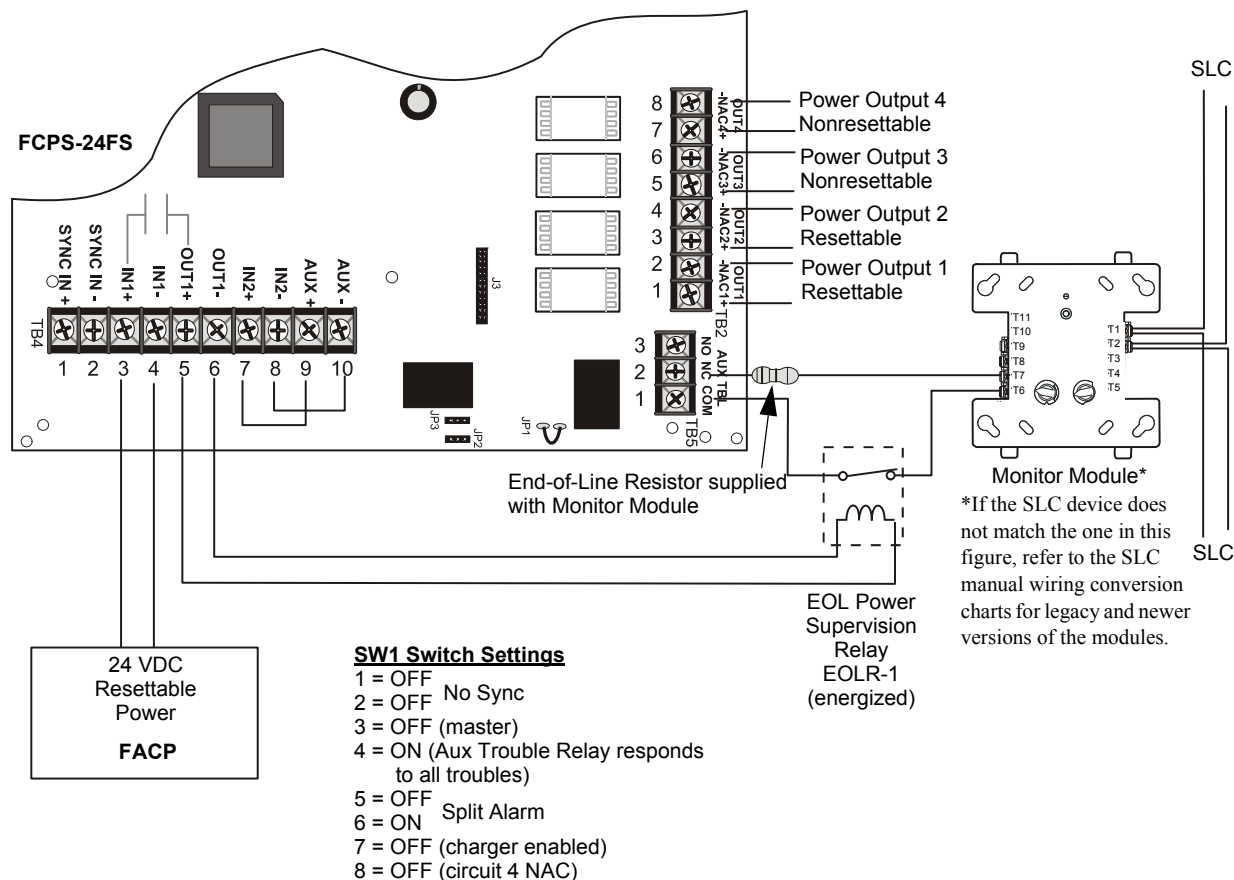 SLC
FCPS-24FS
8
7
6
5
4
3
2
1
-NAC4+
OUT4
-NAC3+
OUT3
-NAC2+
OUT2
-NAC1+
OUT1
TB2
Power Output 4
Nonresettable
Power Output 3
Nonresettable
Power Output 2
Resettable
Power Output 1
Resettable
SYNC IN +
SYNC IN -
IN1+
IN1-
OUT1+
OUT1-
IN2+
IN2-
AUX +
AUX -
TB4
1 2 3 4 5 6 7 8 9 10
J3
JP3
JP2
JP1
3
2
1
NO NC COM
AUX TBL
TB5
T11
T10
T9
T8
T7
T6
T1
T2
T3
T4
T5
End-of-Line Resistor supplied
with Monitor Module
Monitor Module*
*If the SLC device does
not match the one in this
figure, refer to the SLC
manual wiring conversion
charts for legacy and newer
versions of the modules.
SLC
EOL Power
Supervision
Relay
EOLR-1
(energized)
24 VDC
Resettable
Power
FACP
SW1 Switch Settings
1 = OFF
2 = OFF
No Sync
3 = OFF (master)
4 = ON (Aux Trouble Relay responds
to all troubles)
5 = OFF
6 = ON
Split Alarm
7 = OFF (charger enabled)
8 = OFF (circuit 4 NAC)